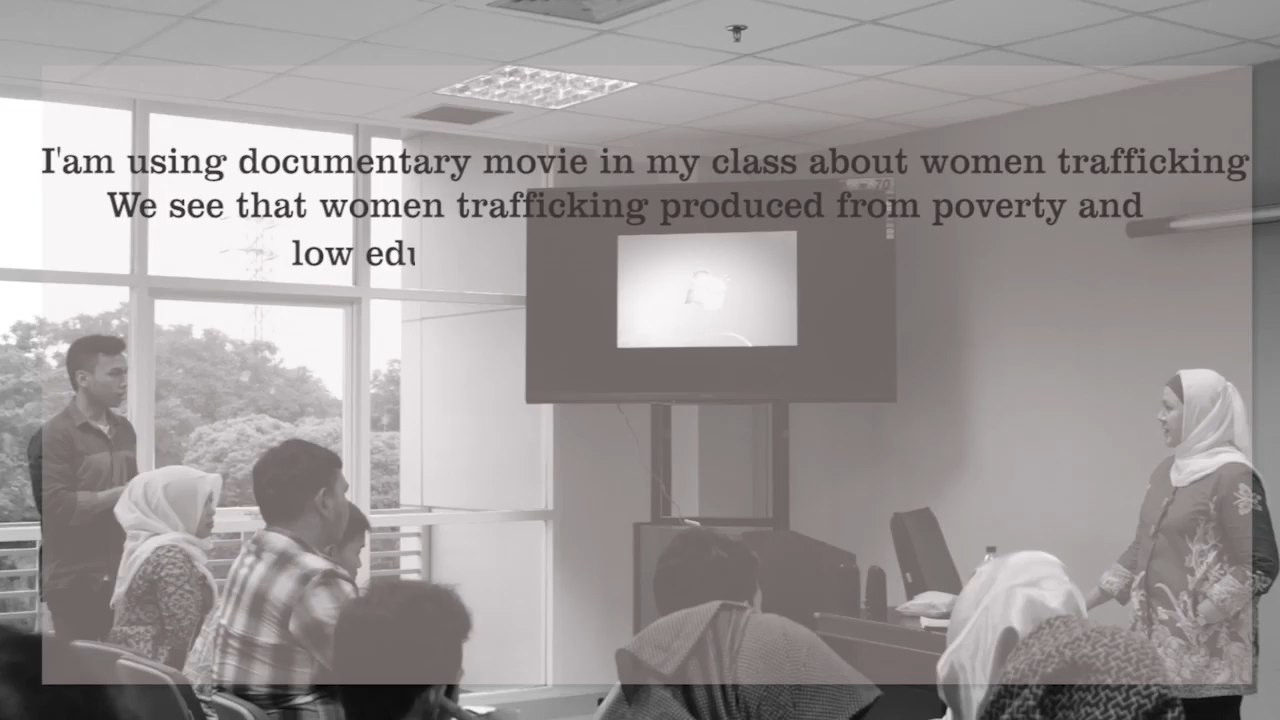 I'am using documentary movie in my class about women trafficking
We see that women trafficking produced from poverty and
low edu
70